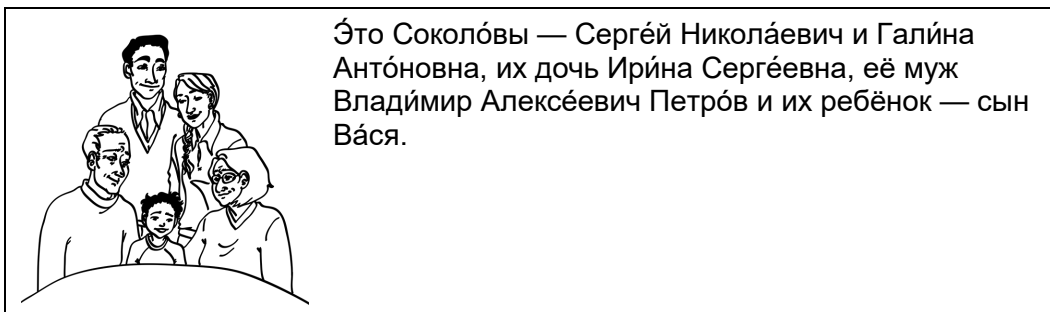 Э́то Соколо́вы — Серге́й Никола́евич и Гали́на
Анто́новна, их дочь Ири́на Серге́евна, её муж
Влади́мир Алексе́евич Петро́в и их ребёнок — сын
Ва́ся.